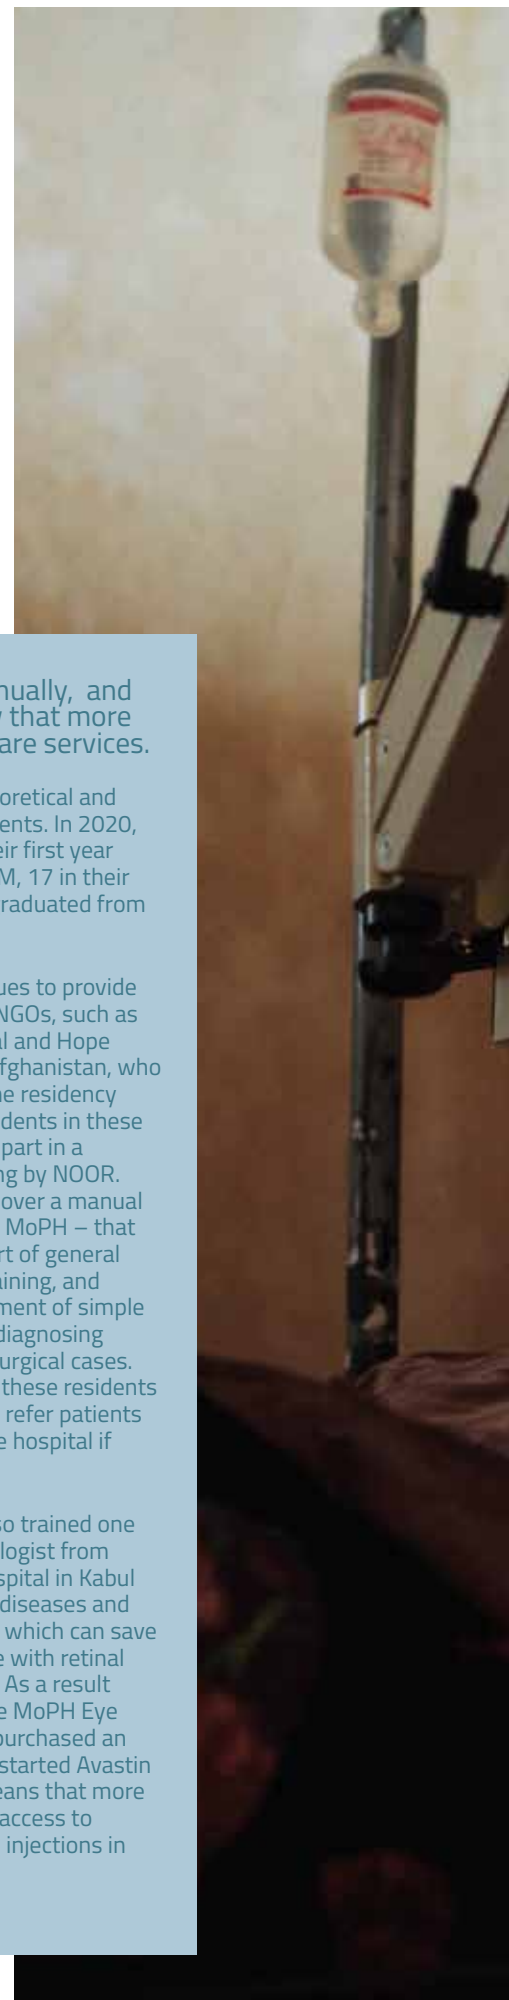 nually, and
that more
are services.
oretical and
ents. In 2020,
eir first year
M, 17 in their
raduated from
ues to provide
NGOs, such as
al and Hope
fghanistan, who
ne residency
dents in these
part in a
ng by NOOR.
over a manual
MoPH – that
rt of general
aining, and
ment of simple
diagnosing
urgical cases.
these residents
refer patients
e hospital if
so trained one
logist from
spital in Kabul
diseases and
which can save
e with retinal
As a result
e MoPH Eye
purchased an
started Avastin
eans that more
access to
injections in